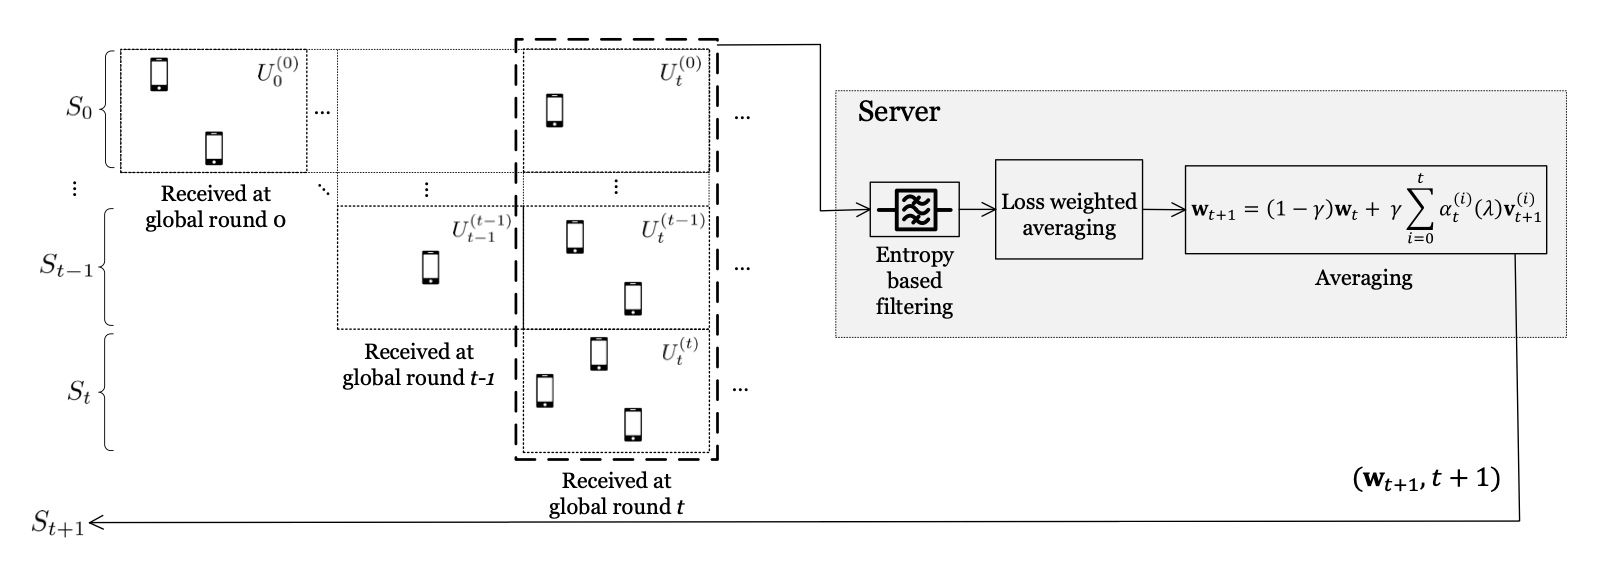 S_0
U_0^{(0)}
...
U_t^{(0)}
...
Received at
global round 0
⋮
⋱
⋮
⋮
S_{t-1}
U_{t-1}^{(t-1)}
U_t^{(t-1)}
...
Received at
global round t-1
S_t
U_t^{(t)}
...
Received at
global round t
S_{t+1}
Server
Entropy
based
filtering
Loss weighted
averaging
w_{t+1} = (1 − γ)w_t + γ ∑_{i=0}^{t} α_t^{(i)}(λ)v_{t+1}^{(i)}
Averaging
(w_{t+1}, t + 1)